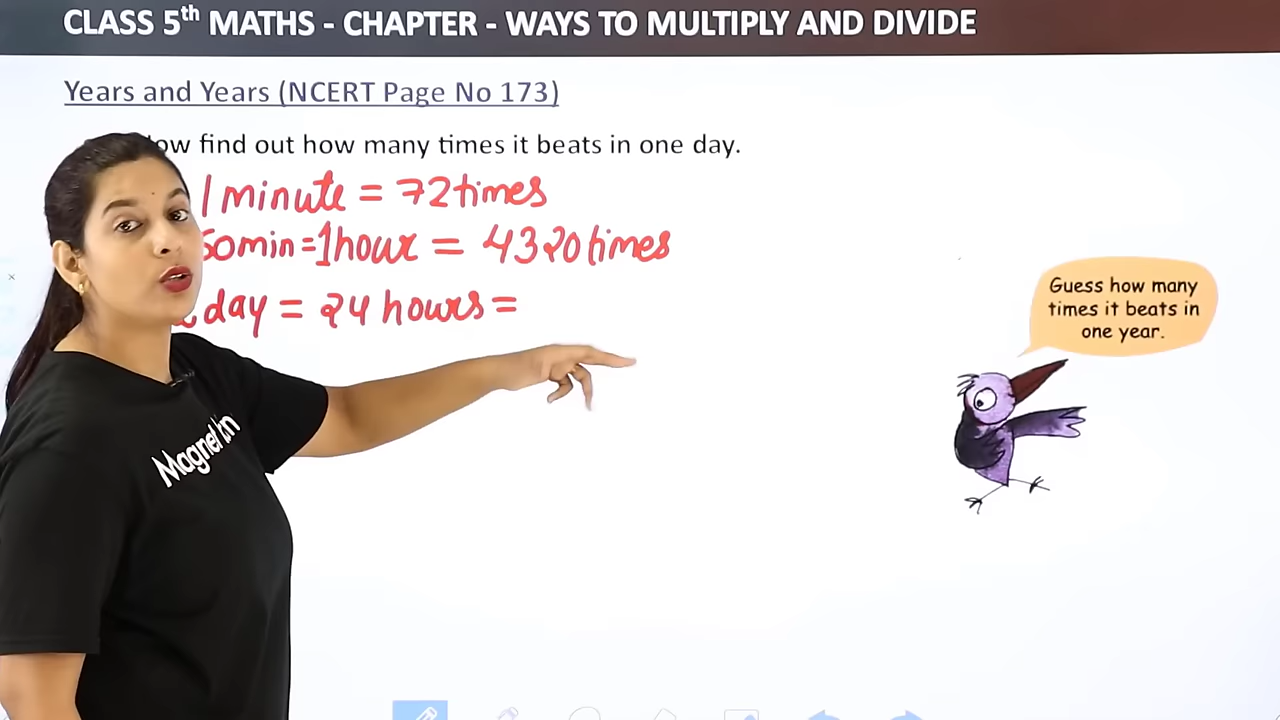 CLASS 5th MATHS - CHAPTER - WAYS TO MULTIPLY AND DIVIDE
Years and Years (NCERT Page No 173)
find out how many times it beats in one day.
1 minute = 72 times
min = 1 hour = 4320 times
day = 24 hours =
Guess how many
times it beats in
one year.